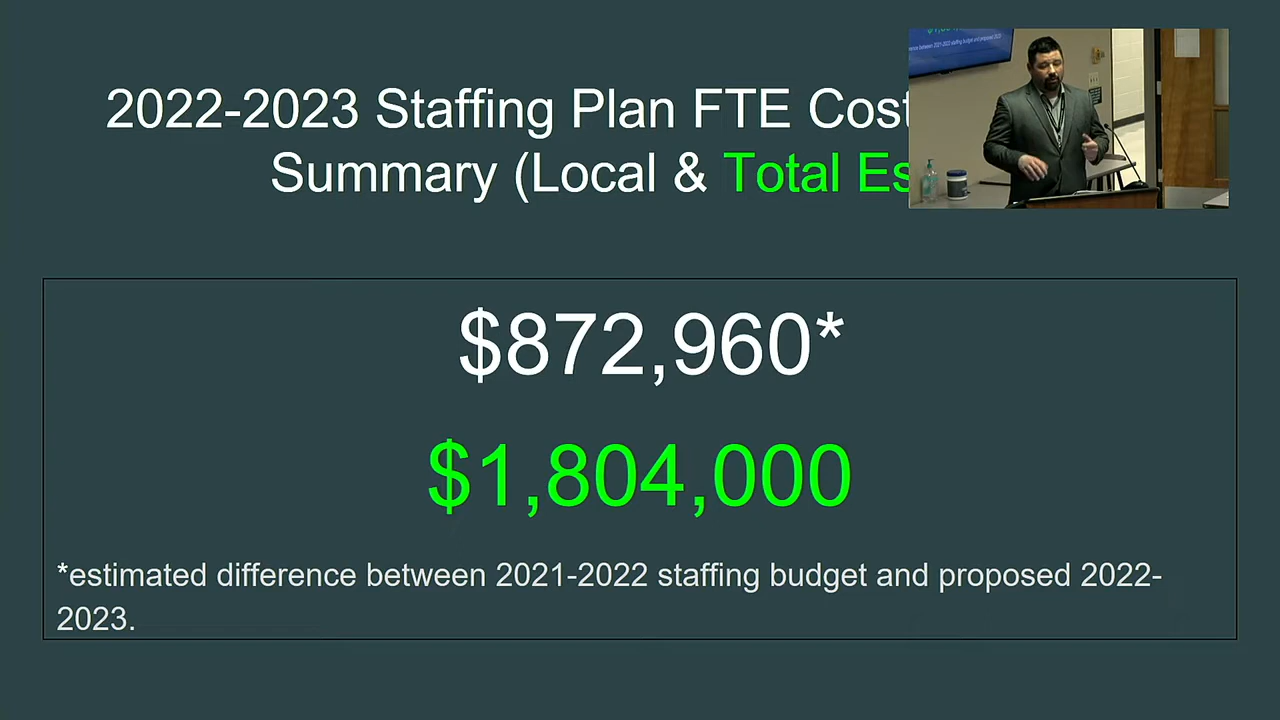 2022-2023 Staffing Plan FTE Cost
Summary (Local & Total Es
$872,960*
$1,804,000
*estimated difference between 2021-2022 staffing budget and proposed 2022-
2023.